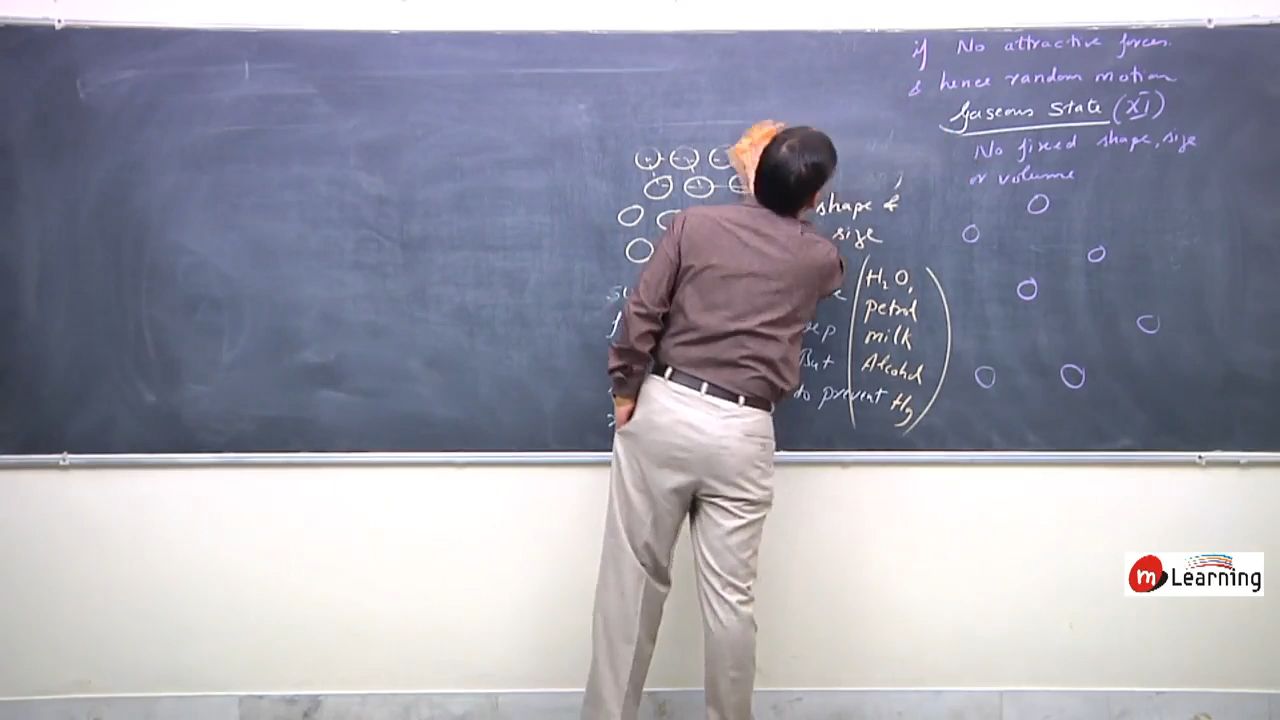 if No attractive forces
& hence random motion
Gaseous State (XI)
No fixed shape, size
or volume
shape &
size
H2O,
petrol
milk
Alcohol
Hg
But
to prevent
m Learning